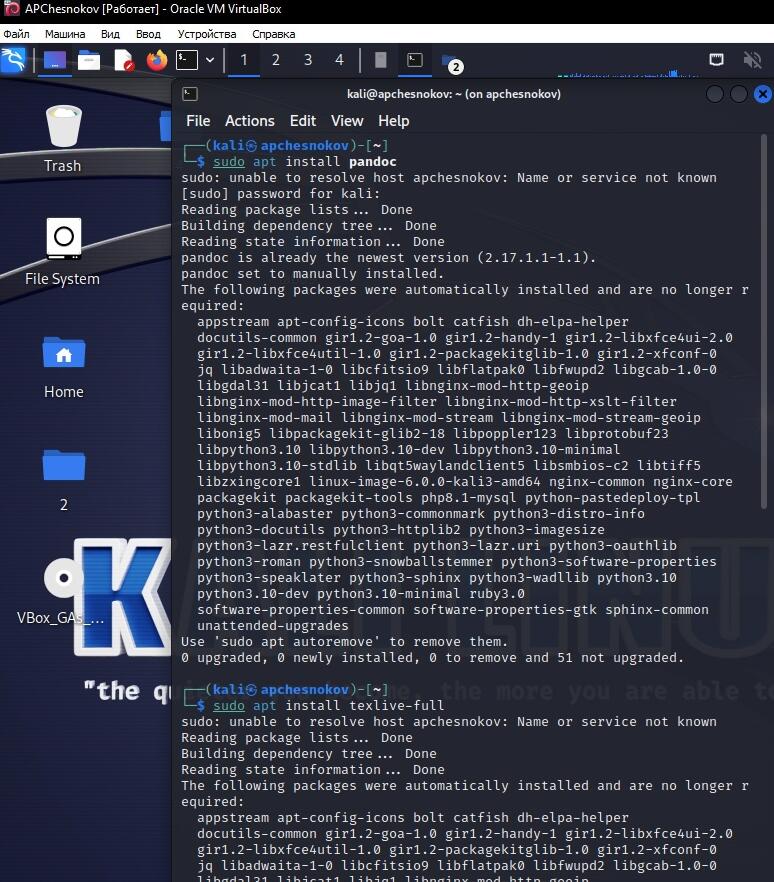 APChesnokov [Работает] - Oracle VM VirtualBox
Файл Машина Вид Ввод Устройства Справка
1 2 3 4
2
kali@apchesnokov: ~ (on apchesnokov)
File Actions Edit View Help
Trash
File System
Home
2
VBox_GAs_...
(kali㉿apchesnokov)-[~]
$ sudo apt install pandoc
sudo: unable to resolve host apchesnokov: Name or service not known
[sudo] password for kali:
Reading package lists... Done
Building dependency tree... Done
Reading state information... Done
pandoc is already the newest version (2.17.1.1-1.1).
pandoc set to manually installed.
The following packages were automatically installed and are no longer r
equired:
appstream apt-config-icons bolt catfish dh-elpa-helper
docutils-common gir1.2-goa-1.0 gir1.2-handy-1 gir1.2-libxfce4ui-2.0
gir1.2-libxfce4util-1.0 gir1.2-packagekitglib-1.0 gir1.2-xfconf-0
jq libadwaita-1-0 libcfitsio9 libflatpak0 libfwupd2 libgcab-1.0-0
libgdal31 libjcat1 libjq1 libnginx-mod-http-geoip
libnginx-mod-http-image-filter libnginx-mod-http-xslt-filter
libnginx-mod-mail libnginx-mod-stream libnginx-mod-stream-geoip
libonig5 libpackagekit-glib2-18 libpoppler123 libprotobuf23
libpython3.10 libpython3.10-dev libpython3.10-minimal
libpython3.10-stdlib libqt5waylandclient5 libsmbios-c2 libtiff5
libzxingcore1 linux-image-6.0.0-kali3-amd64 nginx-common nginx-core
packagekit packagekit-tools php8.1-mysql python-pastedeploy-tpl
python3-alabaster python3-commonmark python3-distro-info
python3-docutils python3-httplib2 python3-imagesize
python3-lazr.restfulclient python3-lazr.uri python3-oauthlib
python3-roman python3-snowballstemmer python3-software-properties
python3-speaklater python3-sphinx python3-wadllib python3.10
python3.10-dev python3.10-minimal ruby3.0
software-properties-common software-properties-gtk sphinx-common
unattended-upgrades
Use 'sudo apt autoremove' to remove them.
0 upgraded, 0 newly installed, 0 to remove and 51 not upgraded.
K
"the qui
the more you are able to
(kali㉿apchesnokov)-[~]
$ sudo apt install texlive-full
sudo: unable to resolve host apchesnokov: Name or service not known
Reading package lists... Done
Building dependency tree... Done
Reading state information... Done
The following packages were automatically installed and are no longer r
equired:
appstream apt-config-icons bolt catfish dh-elpa-helper
docutils-common gir1.2-goa-1.0 gir1.2-handy-1 gir1.2-libxfce4ui-2.0
gir1.2-libxfce4util-1.0 gir1.2-packagekitglib-1.0 gir1.2-xfconf-0
jq libadwaita-1-0 libcfitsio9 libflatpak0 libfwupd2 libgcab-1.0-0
libgdal31 libjcat1 libjq1 libnginx-mod-http-geoip